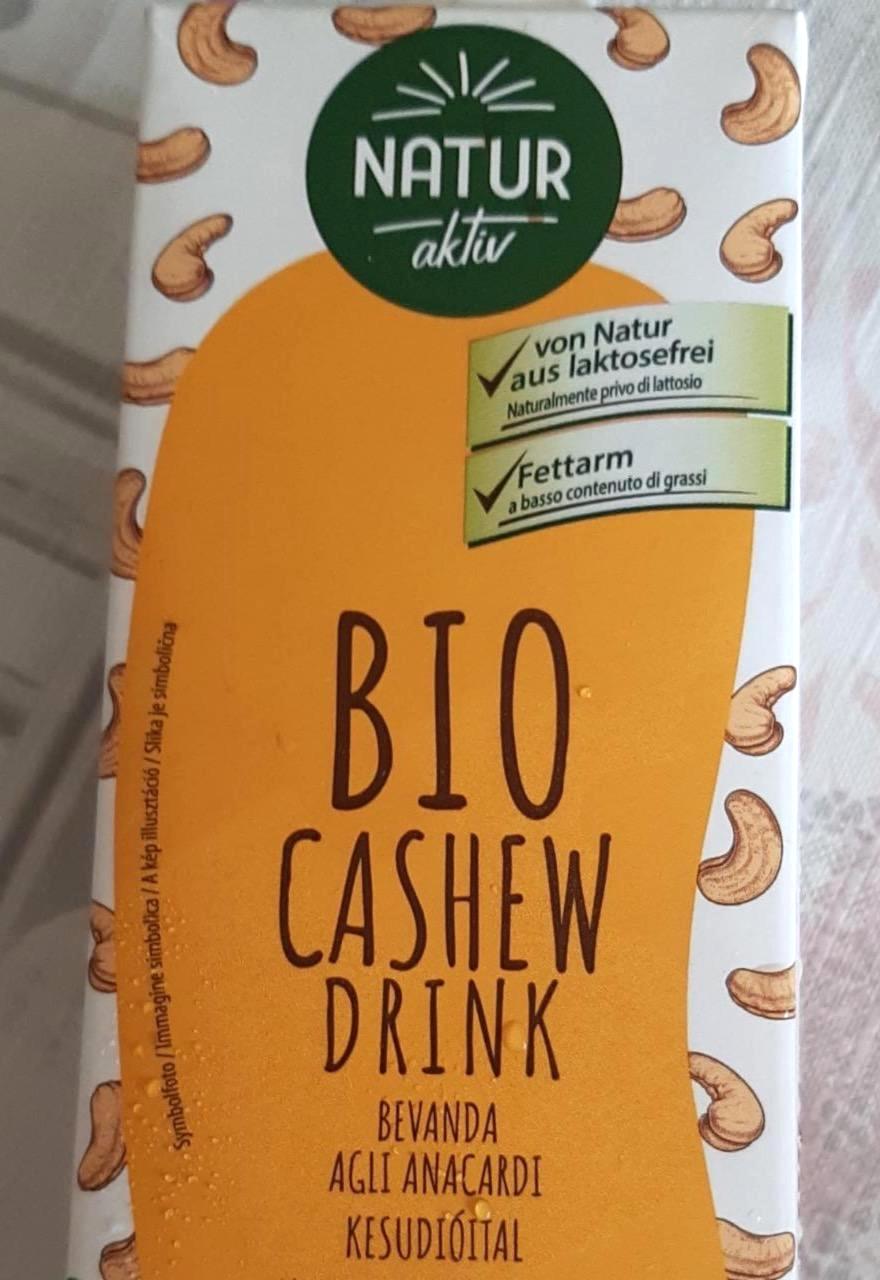 NATUR
aktiv
von Natur
aus laktosefrei
Naturalmente privo di lattosio
Fettarm
a basso contenuto di grassi
BIO
CASHEW
DRINK
BEVANDA
AGLI ANACARDI
KESUDIÓITAL
Symbolfoto / Immagine simbolica / A kép illusztáció / Slika je simbolična